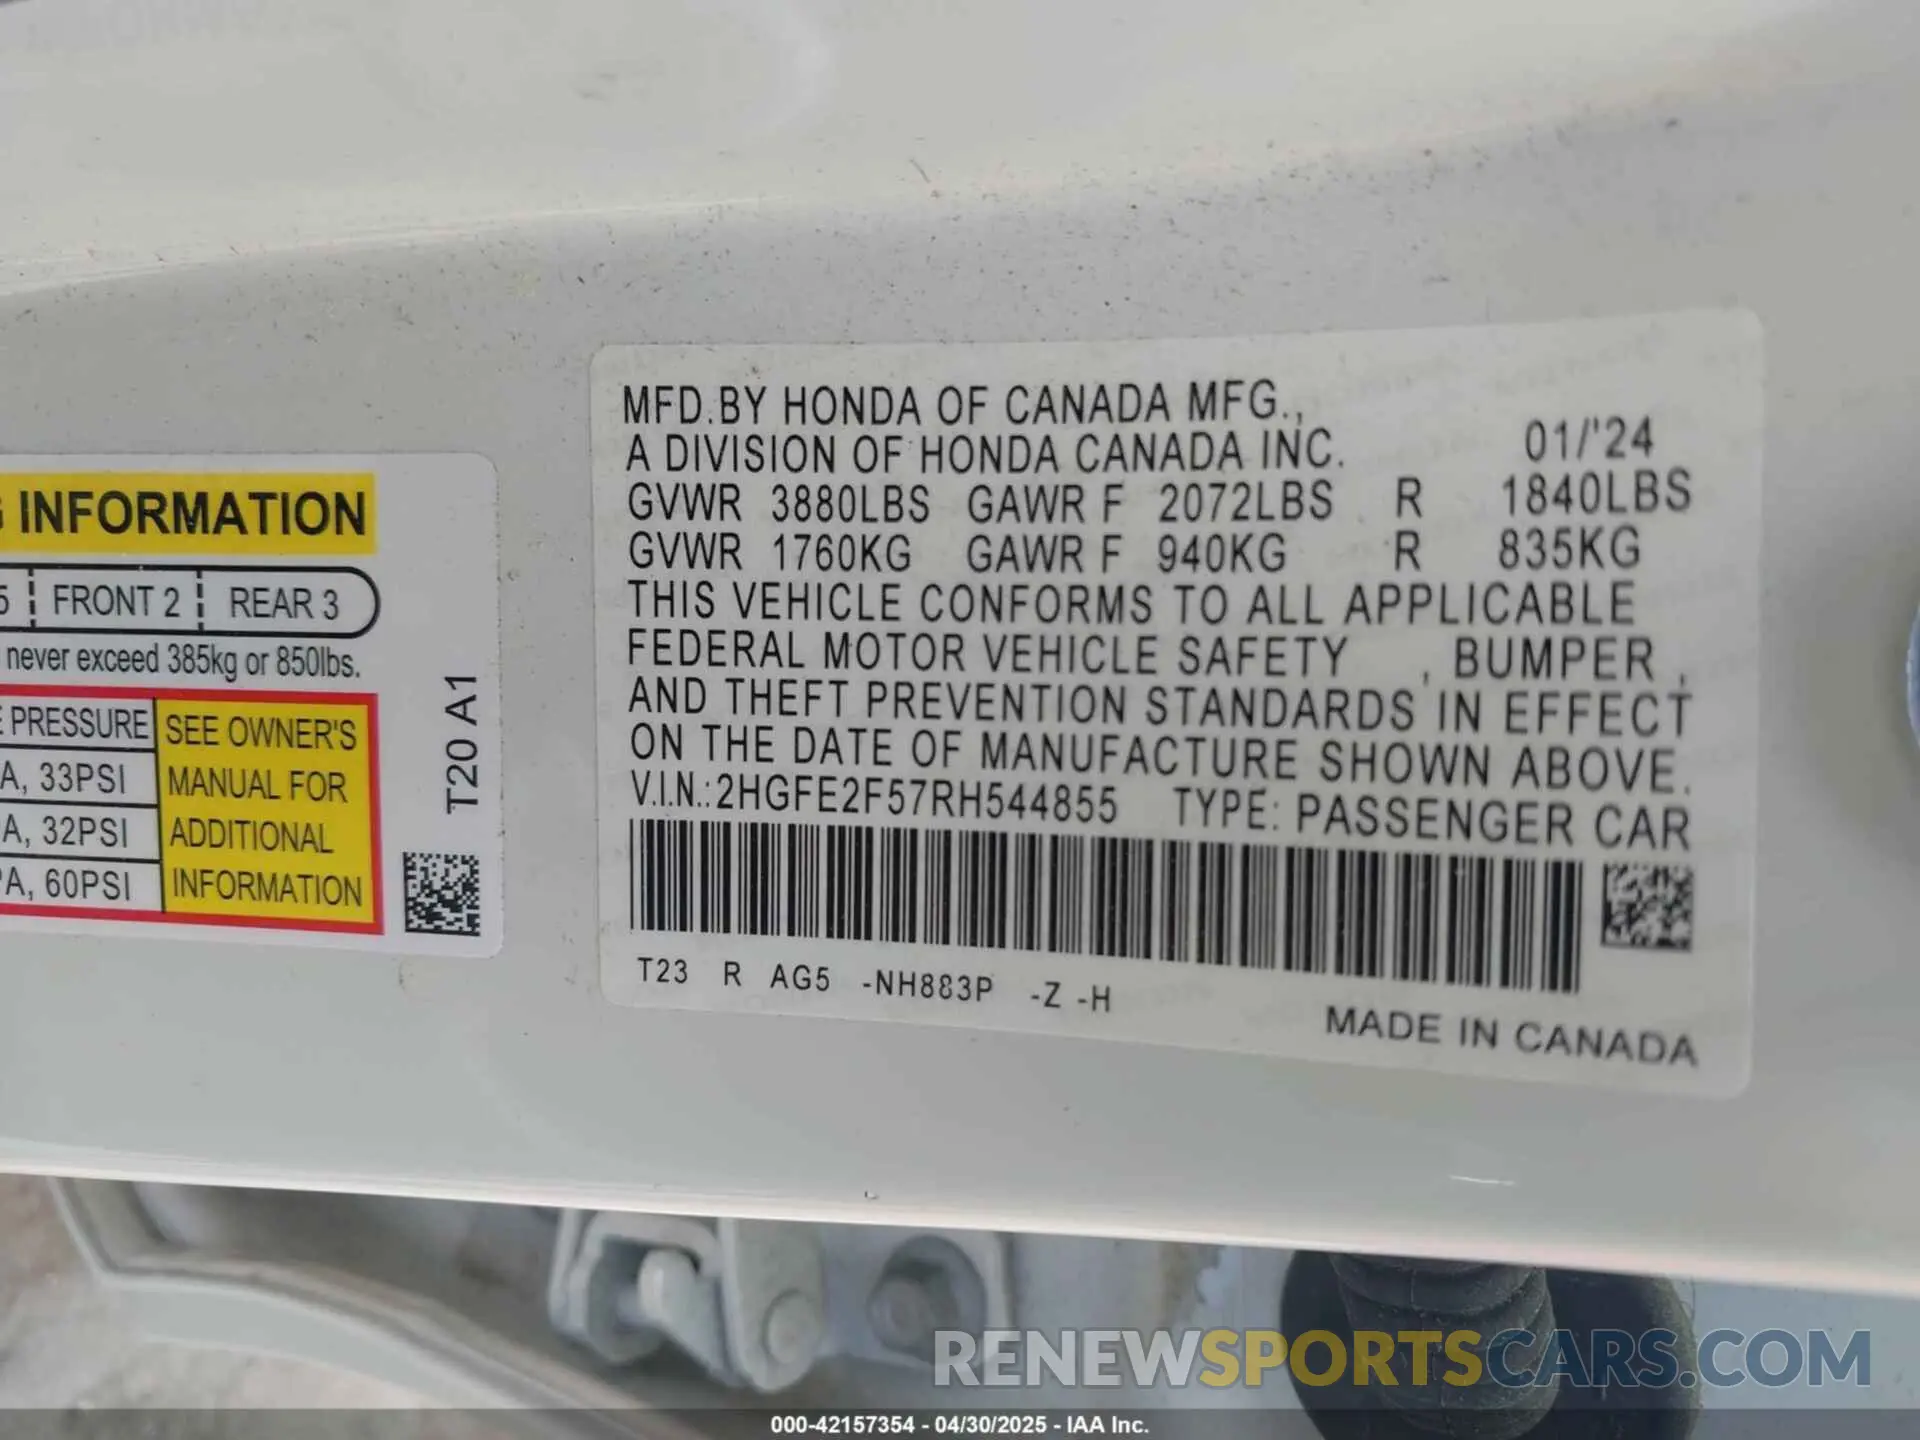 INFORMATION
5 FRONT 2 REAR 3
never exceed 385kg or 850lbs.
PRESSURE
A, 33PSI
A, 32PSI
PA, 60PSI
SEE OWNER'S
MANUAL FOR
ADDITIONAL
INFORMATION
T20 A1
MFD.BY HONDA OF CANADA MFG.,
A DIVISION OF HONDA CANADA INC. 01/'24
GVWR 3880LBS GAWR F 2072LBS R 1840LBS
GVWR 1760KG GAWR F 940KG R 835KG
THIS VEHICLE CONFORMS TO ALL APPLICABLE
FEDERAL MOTOR VEHICLE SAFETY , BUMPER ,
AND THEFT PREVENTION STANDARDS IN EFFECT
ON THE DATE OF MANUFACTURE SHOWN ABOVE.
V.I.N.:2HGFE2F57RH544855 TYPE: PASSENGER CAR
T23 R AG5 -NH883P -Z -H
MADE IN CANADA
RENEWSPORTSCARS.COM
000-42157354 - 04/30/2025 - IAA Inc.